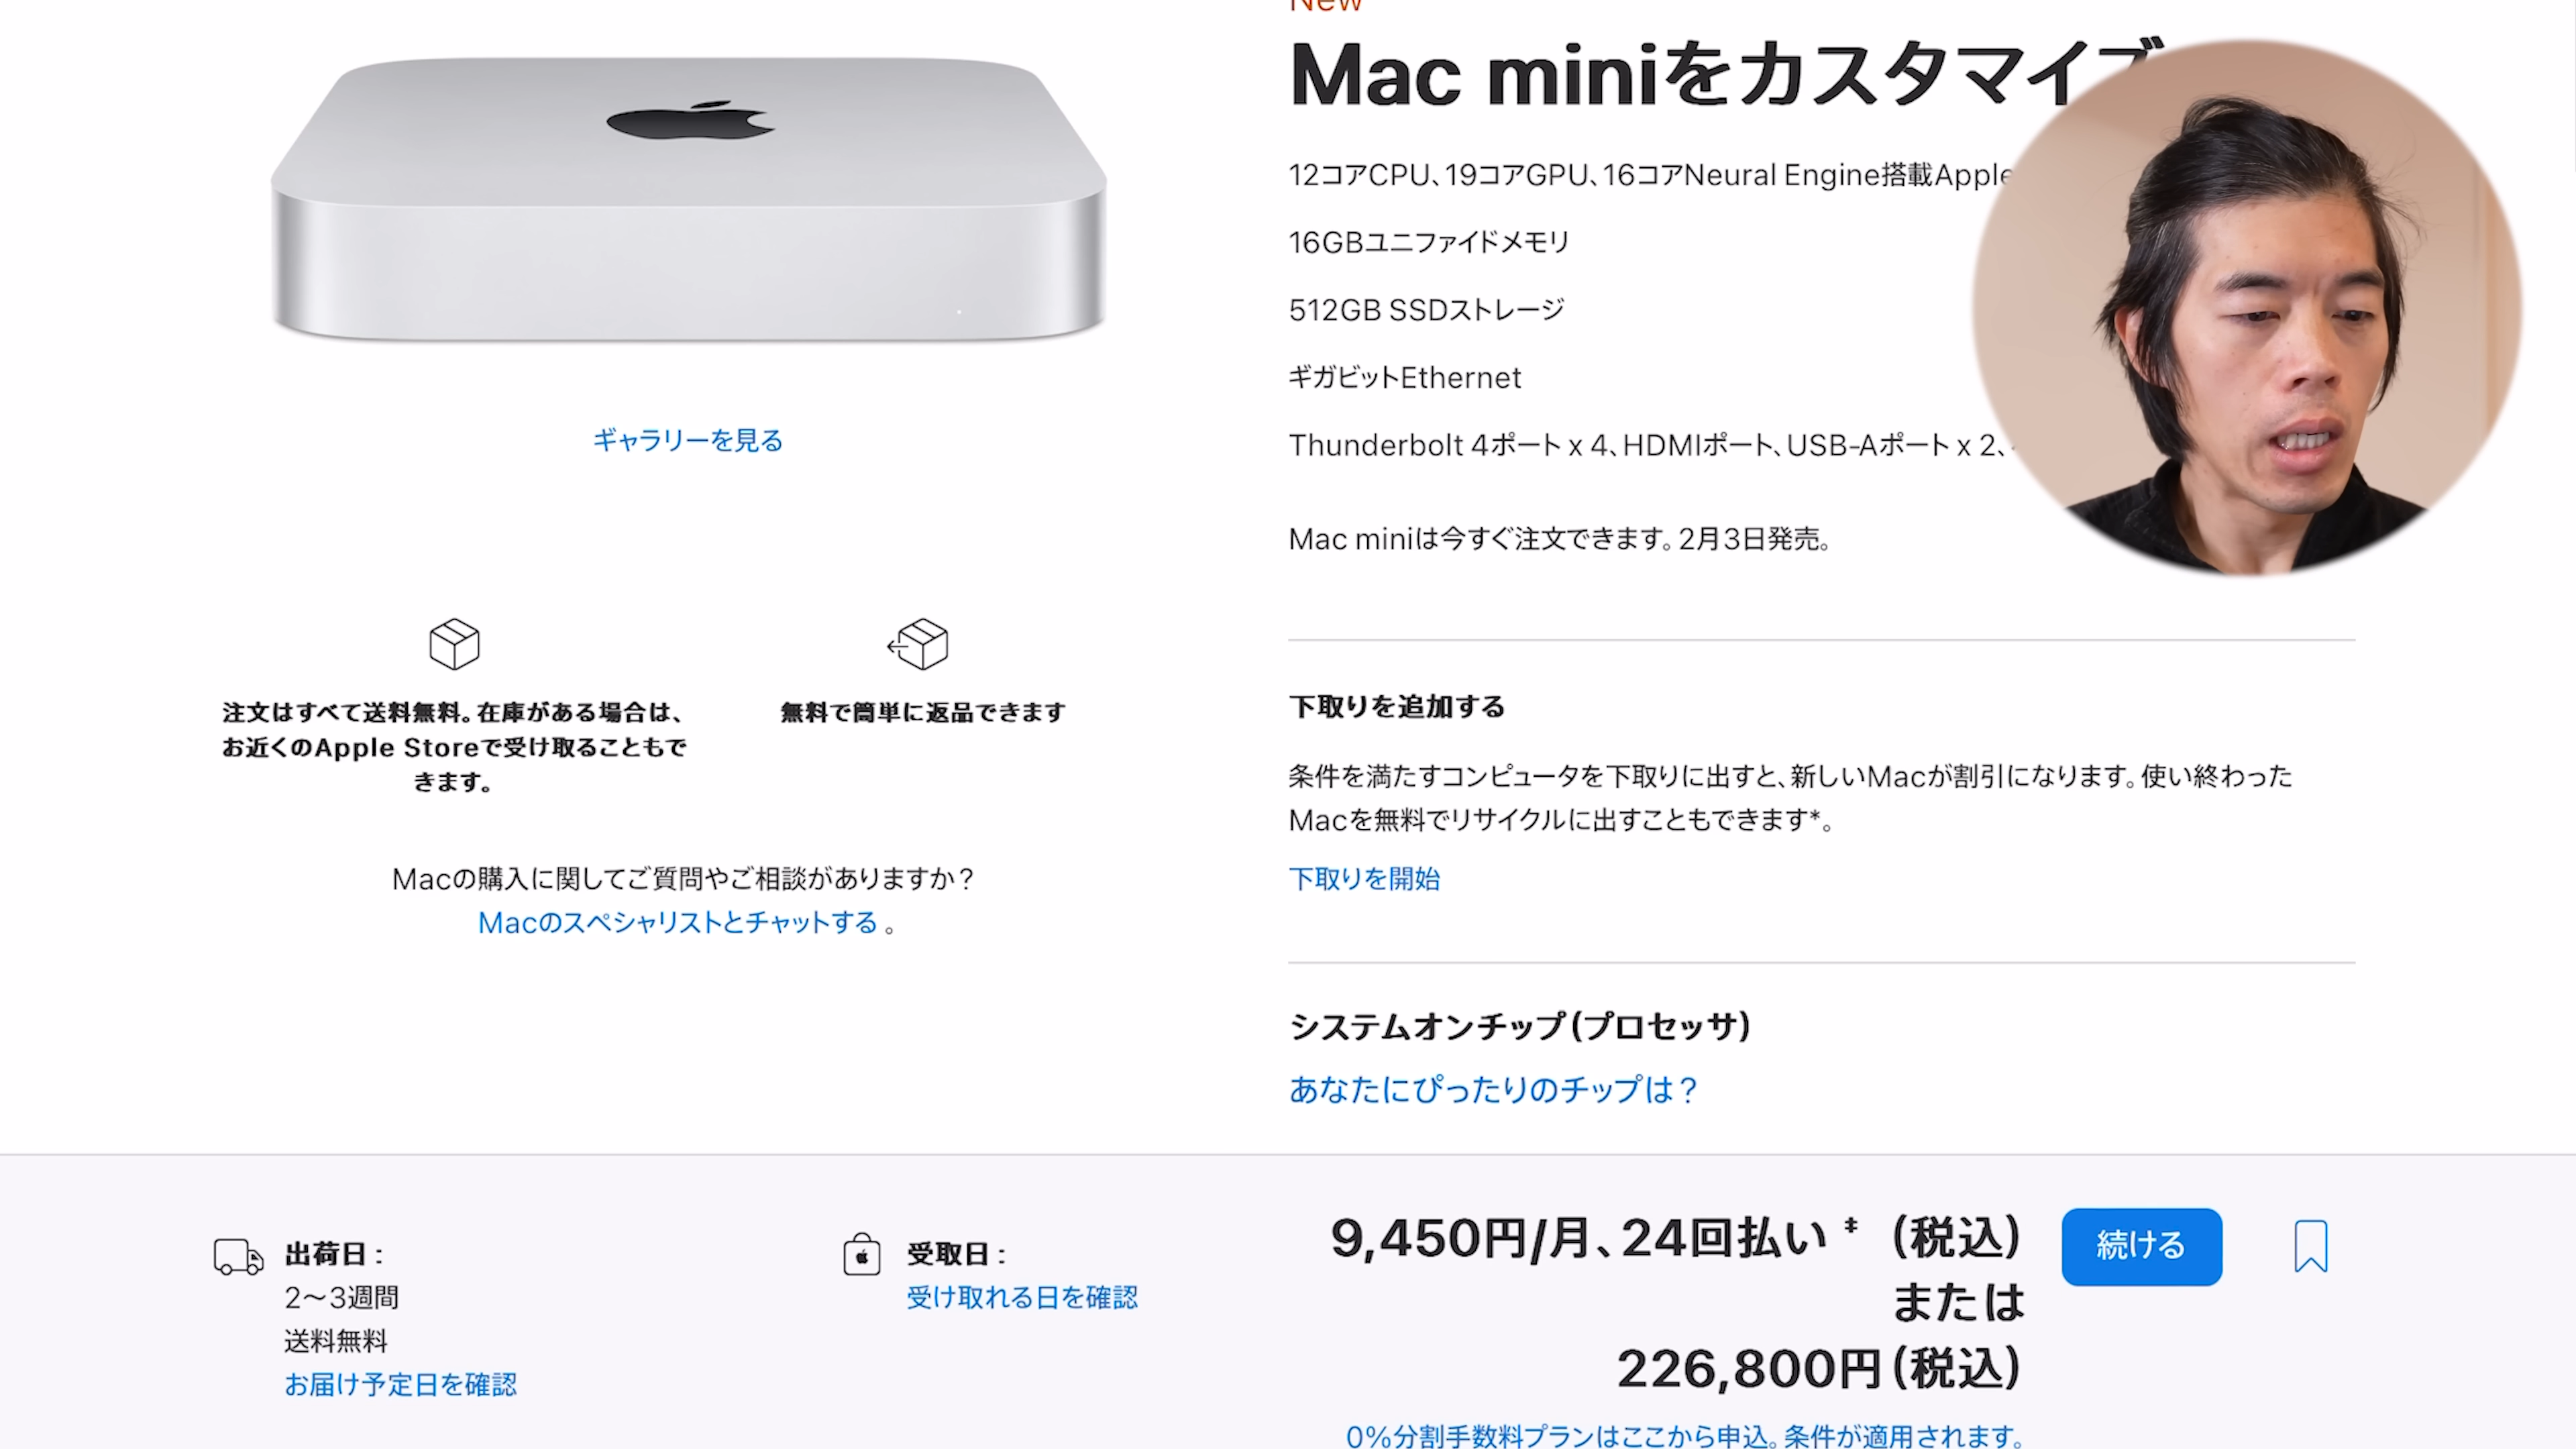 New
Mac miniをカスタマイズ
12コアCPU、19コアGPU、16コアNeural Engine搭載Apple
16GBユニファイドメモリ
512GB SSDストレージ
ギガビットEthernet
Thunderbolt 4ポート x 4、HDMIポート、USB-Aポート x 2、
Mac miniは今すぐ注文できます。2月3日発売。
ギャラリーを見る
注文はすべて送料無料。在庫がある場合は、
お近くのApple Storeで受け取ることもで
きます。
無料で簡単に返品できます
Macの購入に関してご質問やご相談がありますか？
Macのスペシャリストとチャットする 。
下取りを追加する
条件を満たすコンピュータを下取りに出すと、新しいMacが割引になります。使い終わった
Macを無料でリサイクルに出すこともできます*。
下取りを開始
システムオンチップ(プロセッサ)
あなたにぴったりのチップは？
出荷日：
2〜3週間
送料無料
お届け予定日を確認
受取日：
受け取れる日を確認
9,450円/月、24回払い‡ (税込)
または
226,800円(税込)
0%分割手数料プランはここから申込。条件が適用されます。
続ける